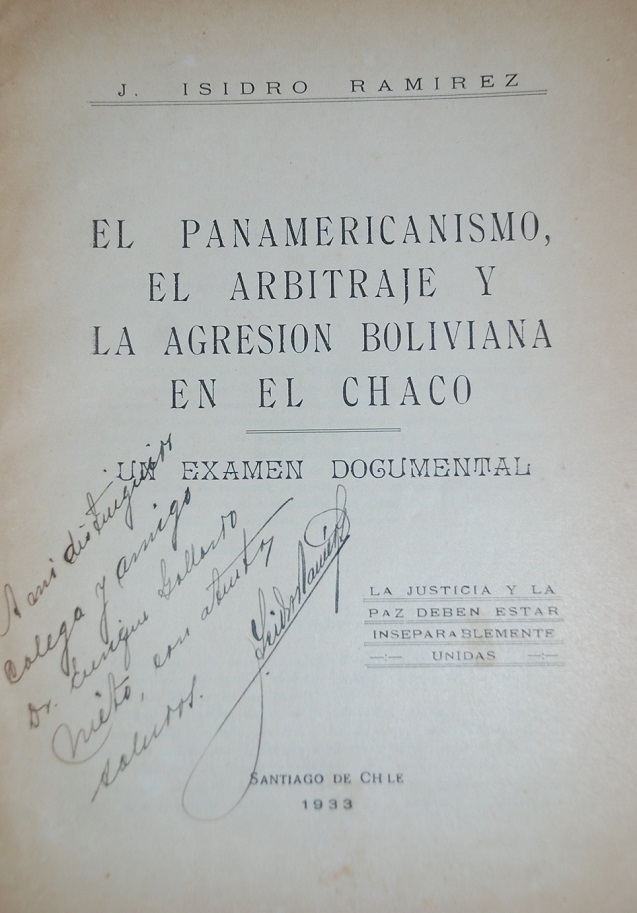 J. ISIDRO RAMIREZ
EL PANAMERICANISMO,
EL ARBITRAJE Y
LA AGRESION BOLIVIANA
EN EL CHACO
UN EXAMEN DOCUMENTAL
A mi distinguido
colega y amigo
Dr. Enrique Gallardo
Nieto, con atentos
saludos.
J. Isidro Ramirez
LA JUSTICIA Y LA
PAZ DEBEN ESTAR
INSEPARABLEMENTE
UNIDAS
SANTIAGO DE CHILE
1933